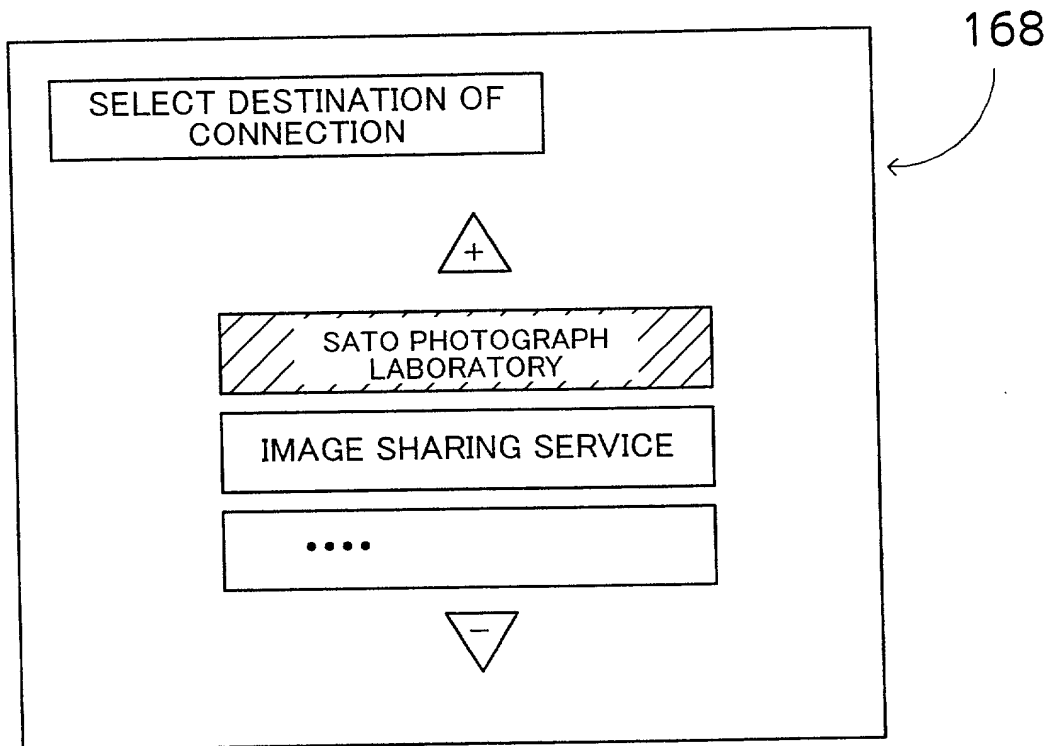 168
SELECT DESTINATION OF
CONNECTION
+
SATO PHOTOGRAPH
LABORATORY
IMAGE SHARING SERVICE
••••
−